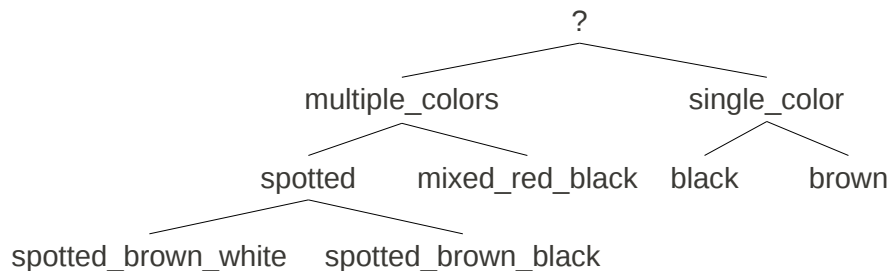 ?
multiple_colors single_color
spotted mixed_red_black black brown
spotted_brown_white spotted_brown_black